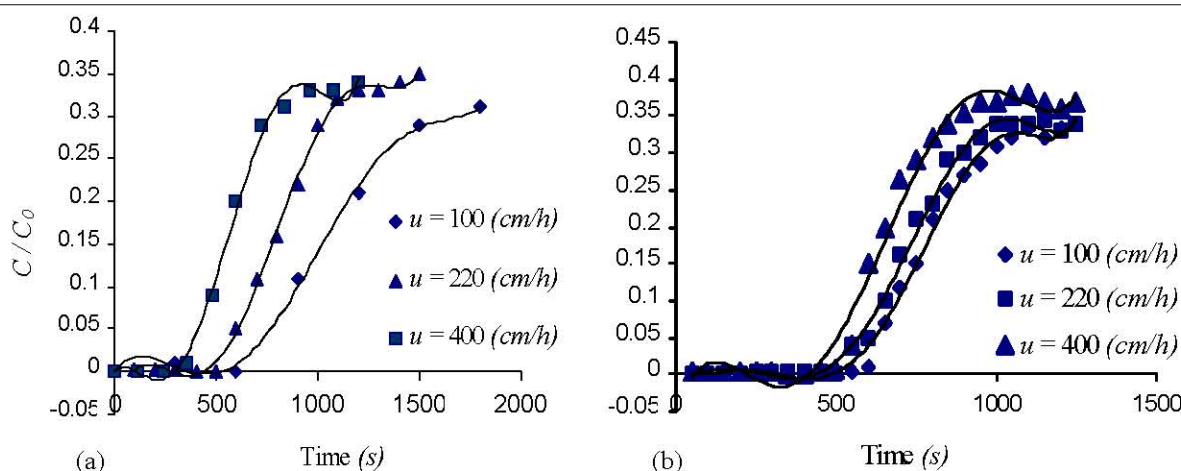 0.4
0.35
0.3
0.25
0.2
0.15
0.1
0.05
0
-0.05
C / C_O
0
500
1000
1500
2000
u = 100 (cm/h)
u = 220 (cm/h)
u = 400 (cm/h)
(a)
Time (s)
0.45
0.4
0.35
0.3
0.25
0.2
0.15
0.1
0.05
0
-0.05
0
500
1000
1500
u = 100 (cm/h)
u = 220 (cm/h)
u = 400 (cm/h)
(b)
Time (s)